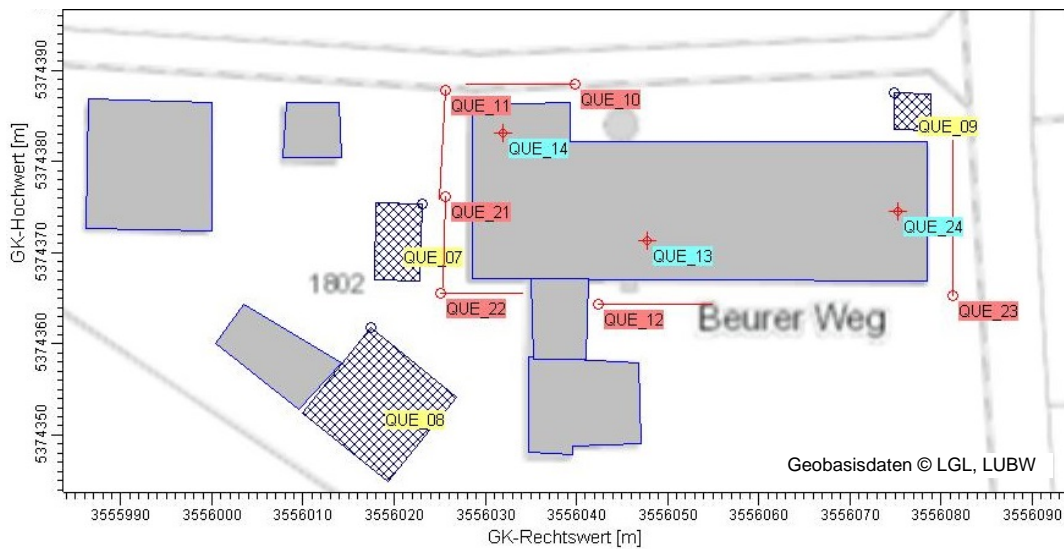 GK-Hochwert [m]
5374390
5374380
5374370
5374360
5374350
QUE_11
QUE_10
QUE_09
QUE_14
QUE_21
QUE_24
QUE_07
QUE_13
1802
QUE_22
QUE_12
Beurer Weg
QUE_23
QUE_08
Geobasisdaten © LGL, LUBW
3555990 3556000 3556010 3556020 3556030 3556040 3556050 3556060 3556070 3556080 3556090
GK-Rechtswert [m]